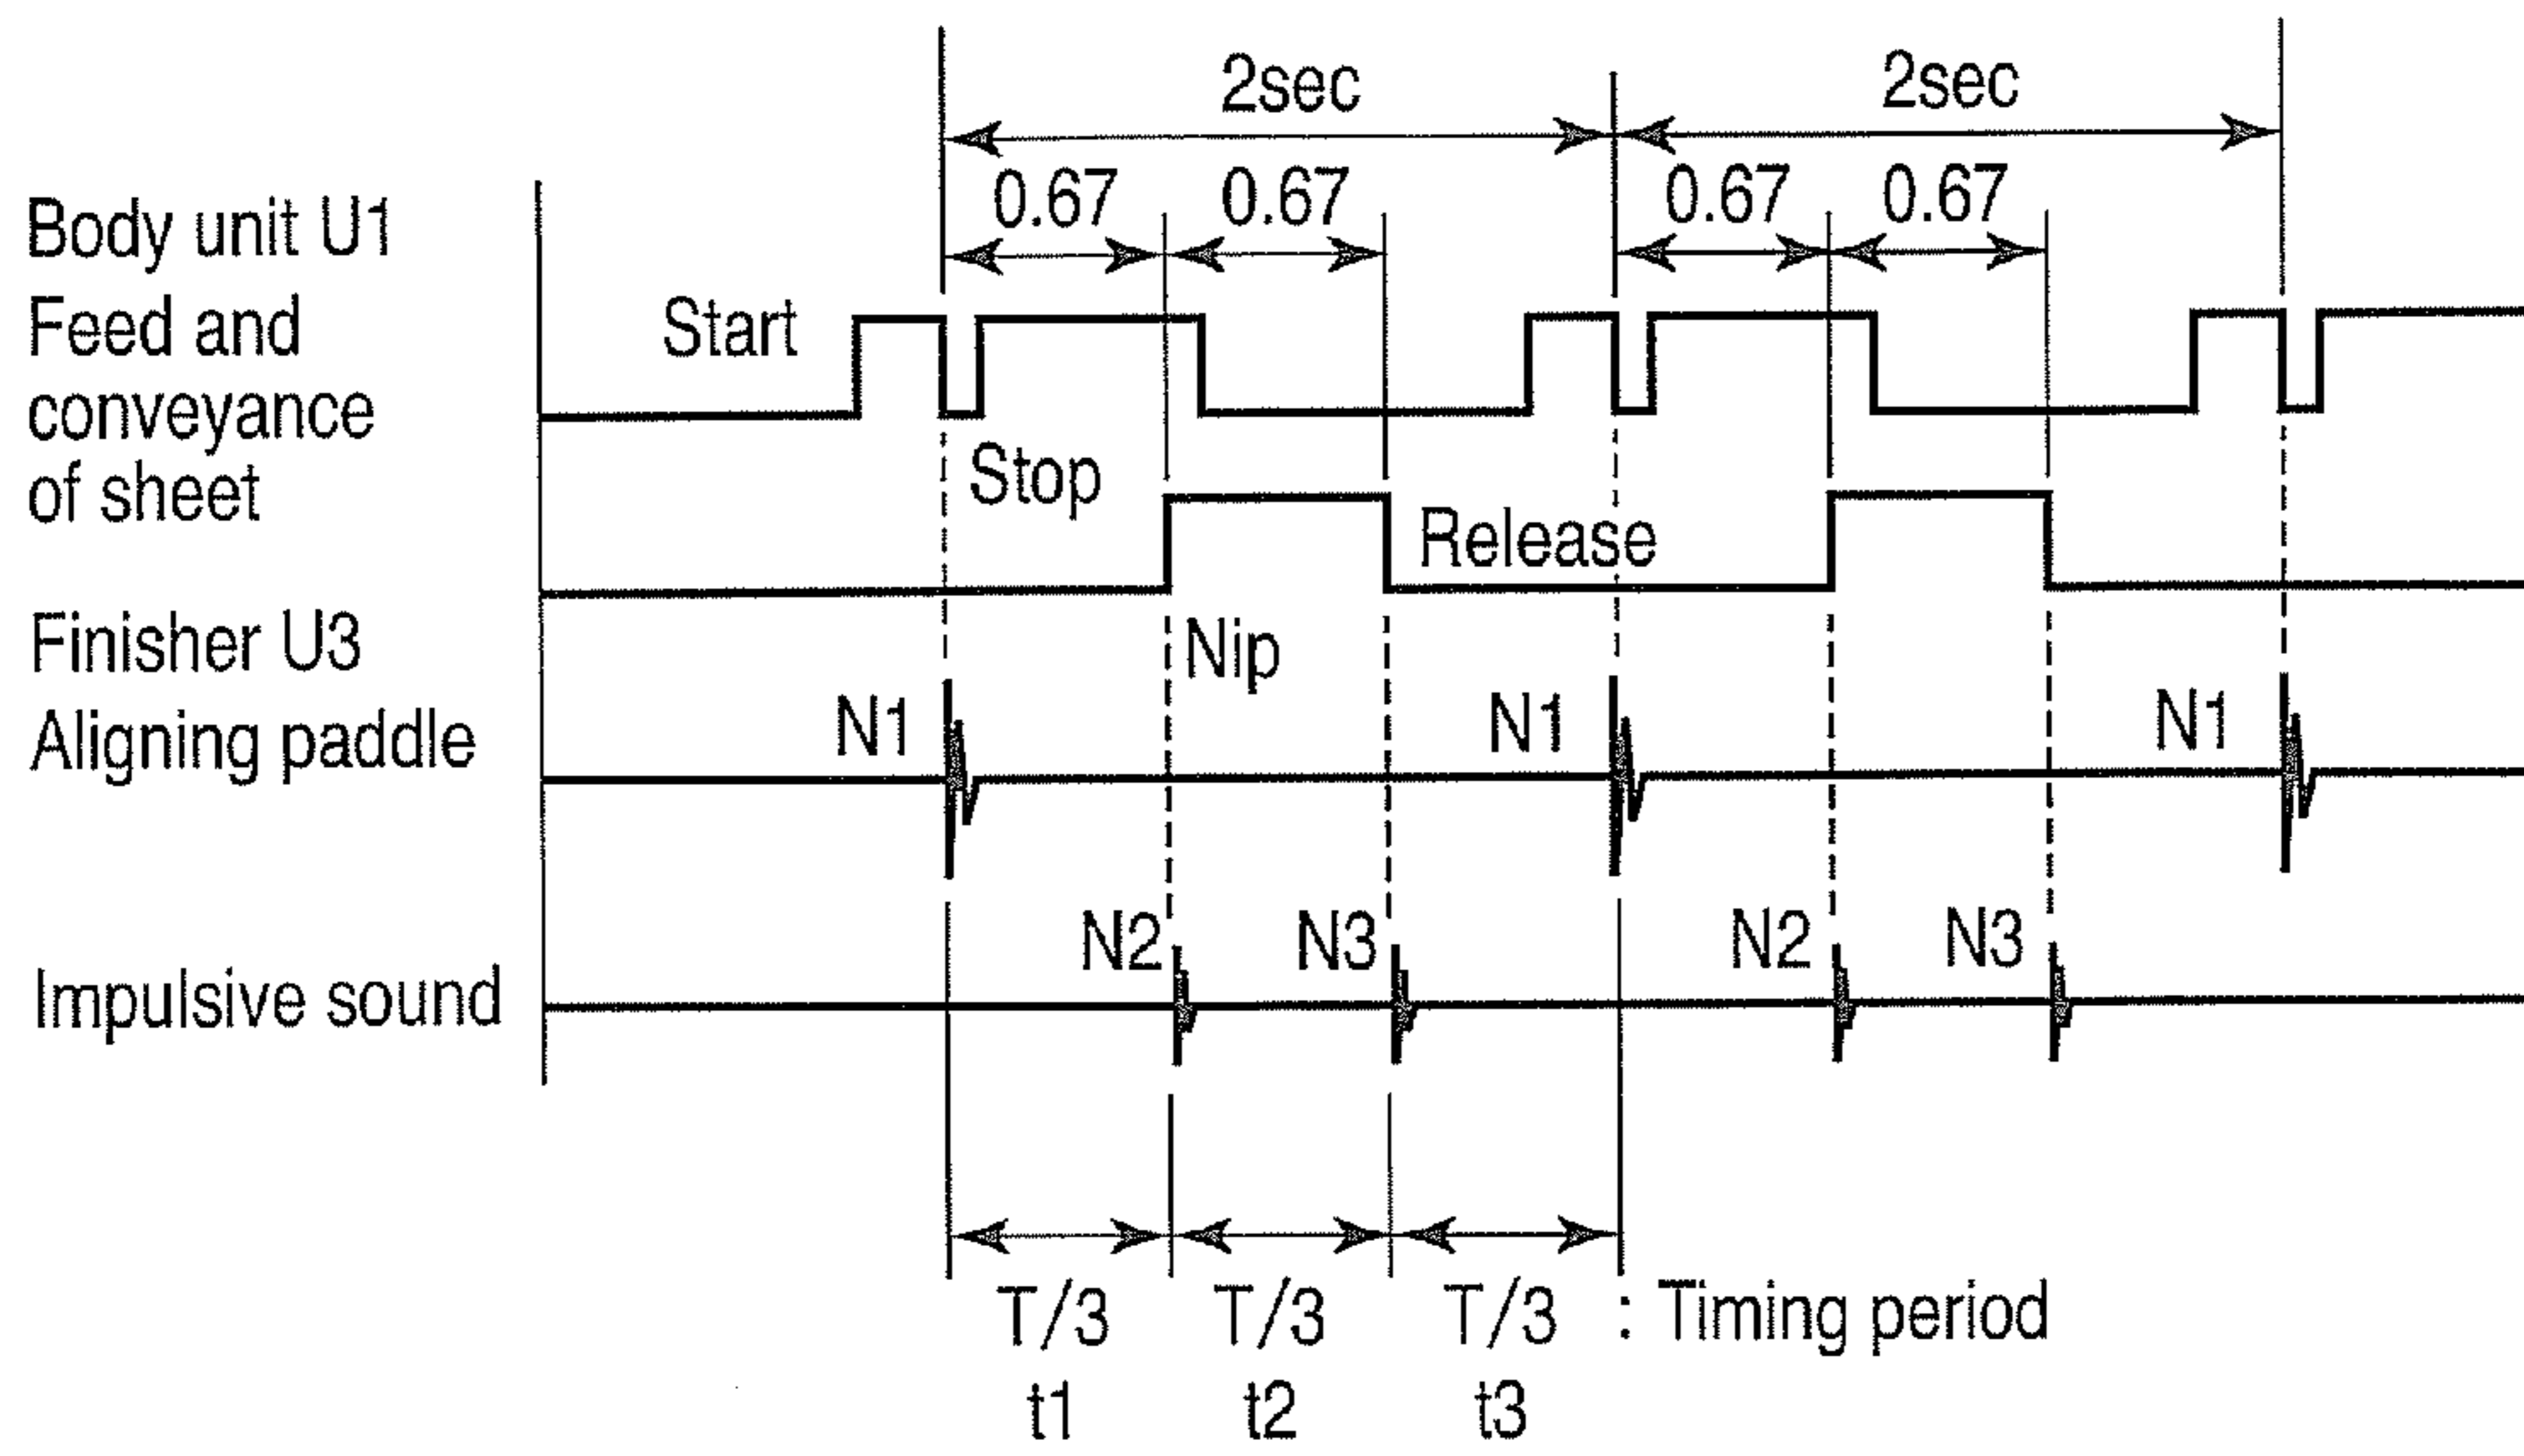 2sec 2sec
0.67 0.67 0.67 0.67
Body unit U1
Feed and
conveyance
of sheet
Start
Stop
Release
Finisher U3
Aligning paddle
Nip
N1 N1 N1
N2 N3 N2 N3
Impulsive sound
T/3 T/3 T/3 : Timing period
t1 t2 t3